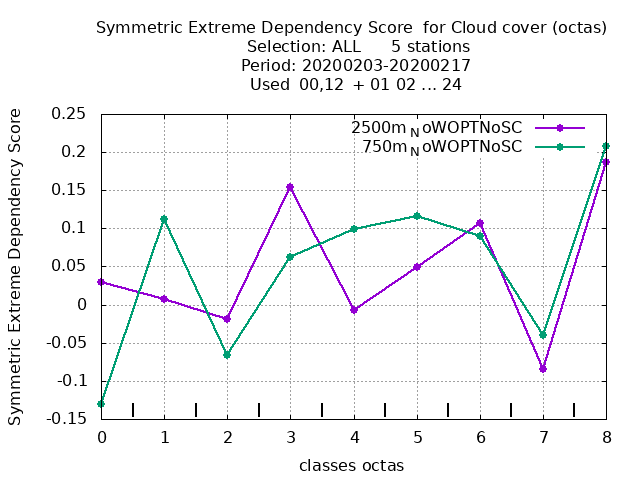 Symmetric Extreme Dependency Score  for Cloud cover (octas)
Selection: ALL      5 stations
Period: 20200203-20200217
Used  00,12  + 01 02 ... 24
Symmetric Extreme Dependency Score
0.25
0.2
0.15
0.1
0.05
0
-0.05
-0.1
-0.15
2500m NoWOPTNoSC
750m NoWOPTNoSC
0 1 2 3 4 5 6 7 8
classes octas